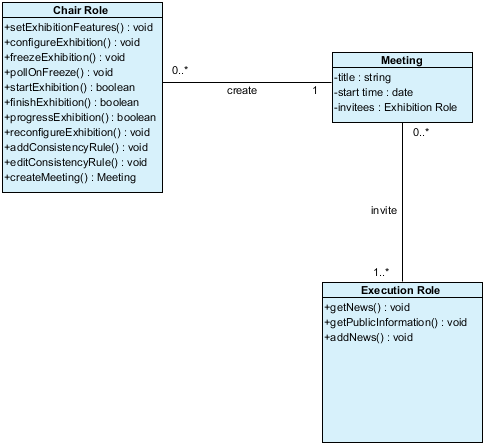 Chair Role
+setExhibitionFeatures() : void
+configureExhibition() : void
+freezeExhibition() : void
+pollOnFreeze() : void
+startExhibition() : boolean
+finishExhibition() : boolean
+progressExhibition() : boolean
+reconfigureExhibition() : void
+addConsistencyRule() : void
+editConsistencyRule() : void
+createMeeting() : Meeting
0..*
create
1
Meeting
-title : string
-start time : date
-invitees : Exhibition Role
0..*
invite
1..*
Execution Role
+getNews() : void
+getPublicInformation() : void
+addNews() : void